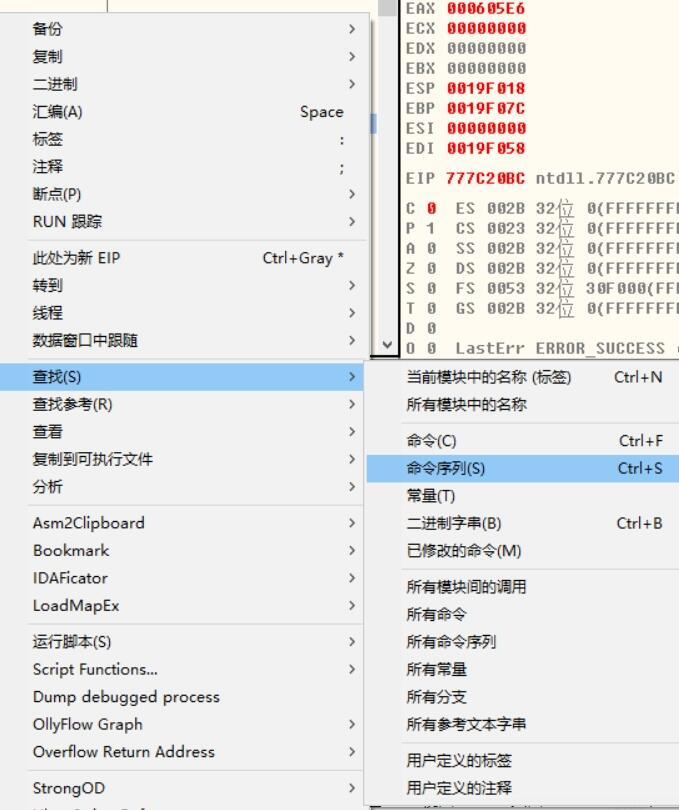 备份
复制
二进制
汇编(A) Space
标签 :
注释 ;
断点(P)
RUN 跟踪
此处为新 EIP Ctrl+Gray *
转到
线程
数据窗口中跟随
查找(S)
查找参考(R)
查看
复制到可执行文件
分析
Asm2Clipboard
Bookmark
IDAFicator
LoadMapEx
运行脚本(S)
Script Functions...
Dump debugged process
OllyFlow Graph
Overflow Return Address
StrongOD
EAX 000605E6
ECX 00000000
EDX 00000000
EBX 00000000
ESP 0019F018
EBP 0019F07C
ESI 00000000
EDI 0019F058
EIP 777C20BC ntdll.777C20BC
C 0 ES 002B 32位 0(FFFFFFFF
P 1 CS 0023 32位 0(FFFFFFFF
A 0 SS 002B 32位 0(FFFFFFFF
Z 0 DS 002B 32位 0(FFFFFFFF
S 0 FS 0053 32位 30F000(FFF
T 0 GS 002B 32位 0(FFFFFFFF
D 0
O 0 LastErr ERROR_SUCCESS
当前模块中的名称 (标签) Ctrl+N
所有模块中的名称
命令(C) Ctrl+F
命令序列(S) Ctrl+S
常量(T)
二进制字串(B) Ctrl+B
已修改的命令(M)
所有模块间的调用
所有命令
所有命令序列
所有常量
所有分支
所有参考文本字串
用户定义的标签
用户定义的注释